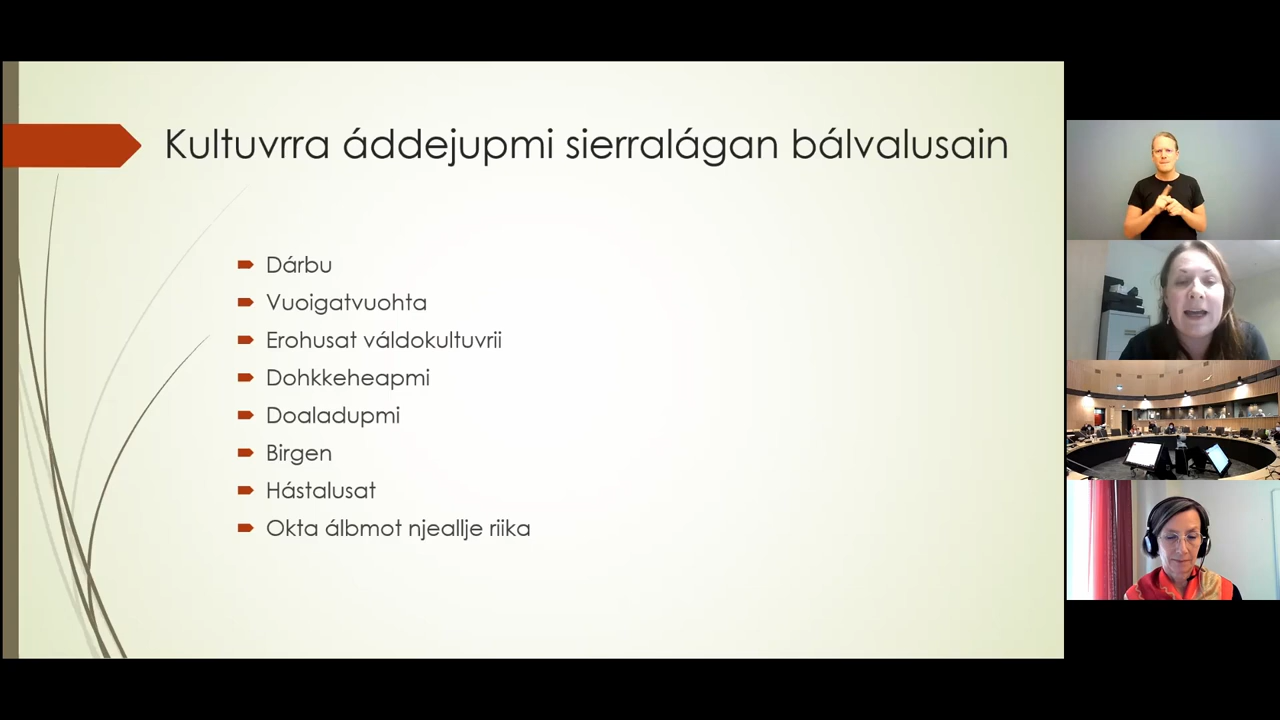 Kultuvrra áddejupmi sierralágan bálvalusain
Dárbu
Vuoigatvuohta
Erohusat váldokultuvrii
Dohkkeheapmi
Doaladupmi
Birgen
Hástalusat
Okta álbmot njeallje riika